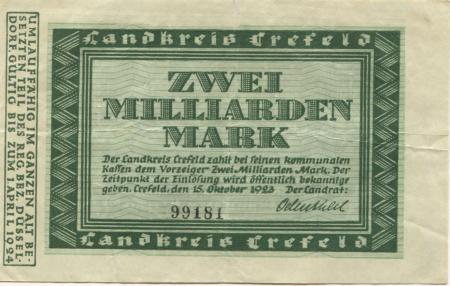 UMLAUFFÄHIG IM GANZEN ALT BE-
SETZTEN TEIL DES REG. BEZ. DÜSSEL-
DORF. GÜLTIG BIS ZUM 1. APRIL 1924
Landkreis Crefeld
ZWEI
MILLIARDEN
MARK
Der Landkreis Crefeld zahlt bei seinen kommunalen
Kassen dem Vorzeiger Zwei Milliarden Mark. Der
Zeitpunkt der Einlösung wird öffentlich bekanntge
geben. Crefeld, den 15. Oktober 1923 Der Landrat:
99181
Landkreis Crefeld